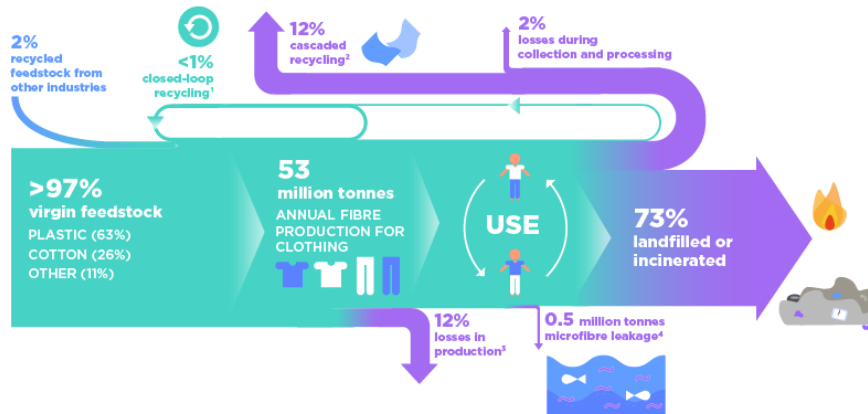 2%
recycled
feedstock from
other industries
<1%
closed-loop
recycling¹
12%
cascaded
recycling²
2%
losses during
collection and processing
>97%
virgin feedstock
PLASTIC (63%)
COTTON (26%)
OTHER (11%)
53
million tonnes
ANNUAL FIBRE
PRODUCTION FOR
CLOTHING
USE
73%
landfilled or
incinerated
12%
losses in
production³
0.5 million tonnes
microfibre leakage⁴